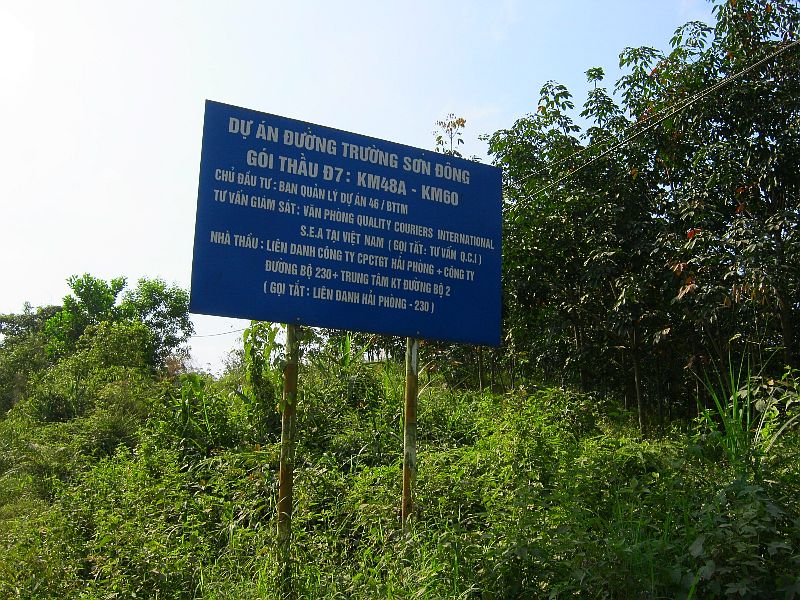 DỰ ÁN ĐƯỜNG TRƯỜNG SƠN ĐÔNG
GÓI THẦU Đ7: KM48A - KM60
CHỦ ĐẦU TƯ: BAN QUẢN LÝ DỰ ÁN 46 / BTTM
TƯ VẤN GIÁM SÁT: VĂN PHÒNG QUALITY COURIERS INTERNATIONAL
S.E.A TẠI VIỆT NAM ( GỌI TẮT: TƯ VẤN Q.C.I )
NHÀ THẦU: LIÊN DANH CÔNG TY CPCTGT HẢI PHÒNG + CÔNG TY
ĐƯỜNG BỘ 230 + TRUNG TÂM KT ĐƯỜNG BỘ 2
( GỌI TẮT: LIÊN DANH HẢI PHÒNG - 230 )